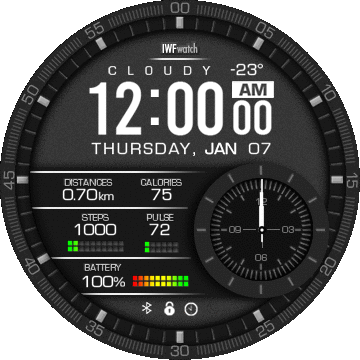 00
05
10
15
20
25
30
35
40
45
50
55
IWFwatch
CLOUDY -23°
12:00 AM 00
THURSDAY, JAN 07
DISTANCES CALORIES
0.70km 75
STEPS PULSE
1000 72
BATTERY
100%
12
03
06
09